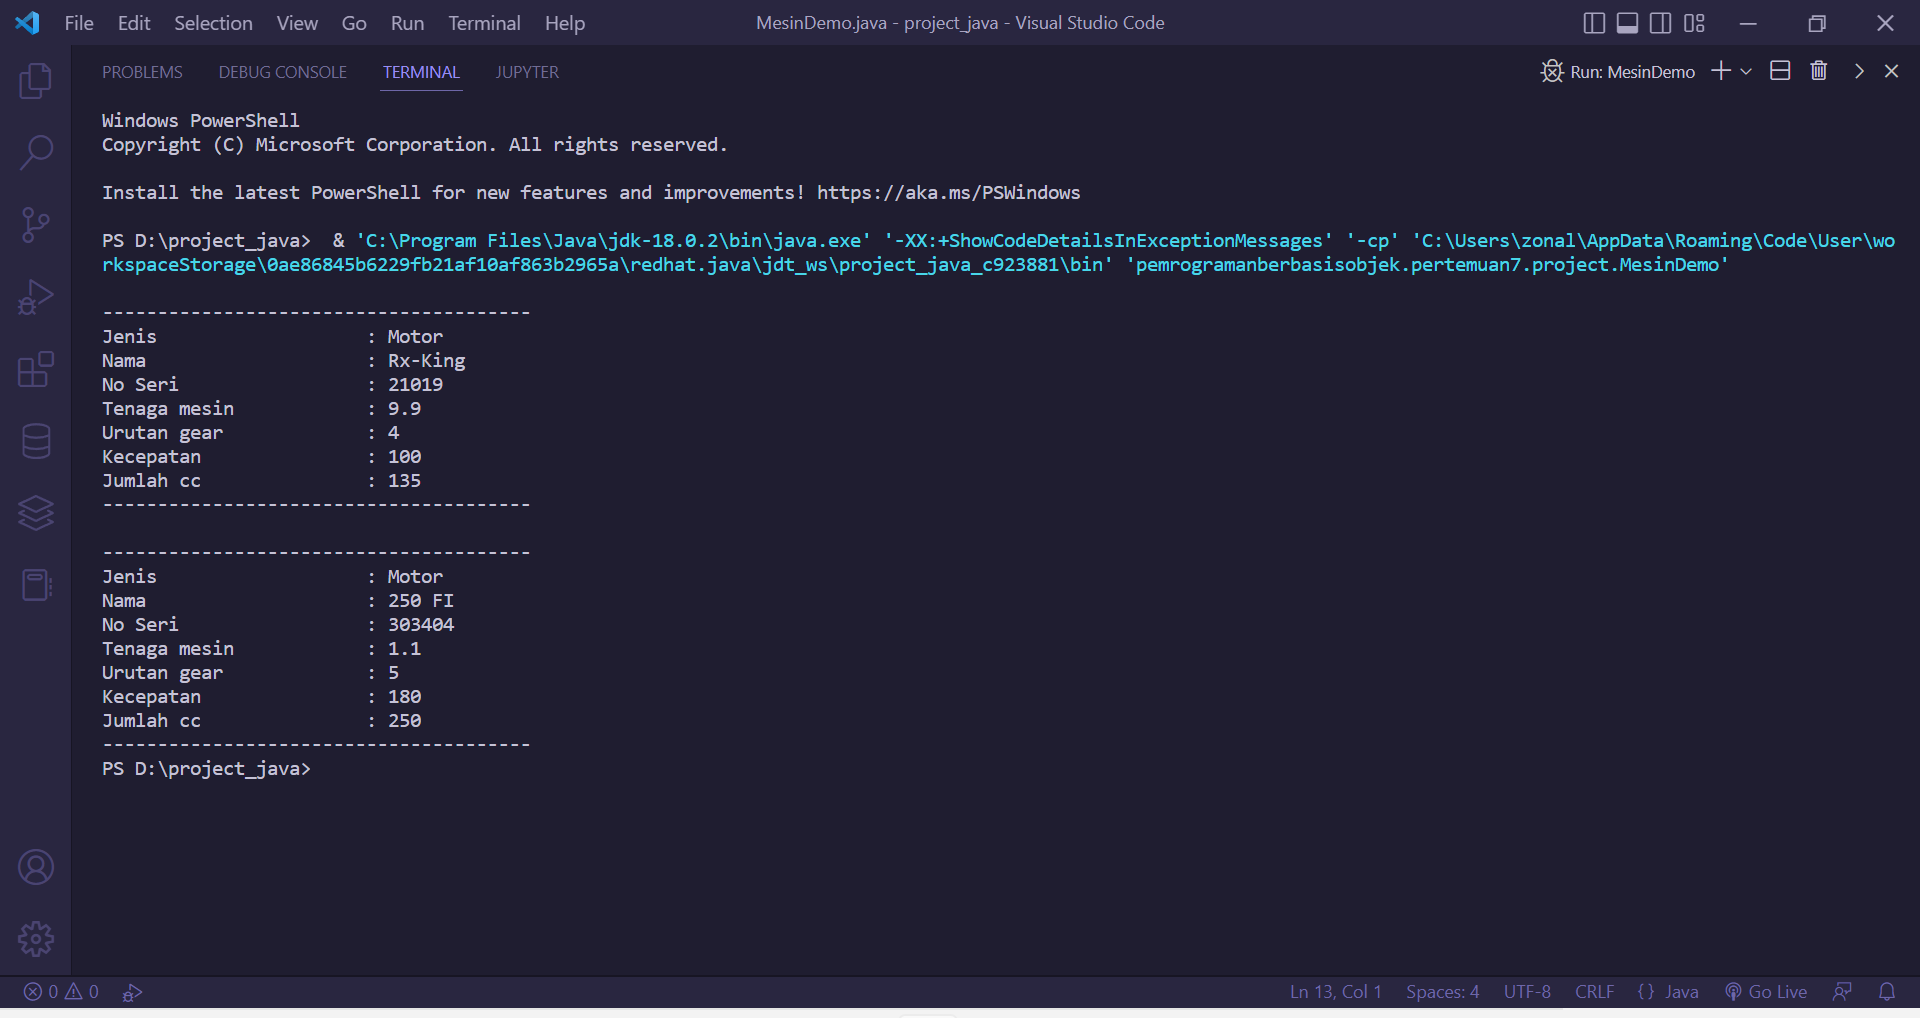 File Edit Selection View Go Run Terminal Help MesinDemo.java - project_java - Visual Studio Code
PROBLEMS DEBUG CONSOLE TERMINAL JUPYTER Run: MesinDemo
Windows PowerShell
Copyright (C) Microsoft Corporation. All rights reserved.
Install the latest PowerShell for new features and improvements! https://aka.ms/PSWindows
PS D:\project_java>  & 'C:\Program Files\Java\jdk-18.0.2\bin\java.exe' '-XX:+ShowCodeDetailsInExceptionMessages' '-cp' 'C:\Users\zonal\AppData\Roaming\Code\User\wo
rkspaceStorage\0ae86845b6229fb21af10af863b2965a\redhat.java\jdt_ws\project_java_c923881\bin' 'pemrogramanberbasisobjek.pertemuan7.project.MesinDemo'
---------------------------------------
Jenis                   : Motor
Nama                    : Rx-King
No Seri                 : 21019
Tenaga mesin            : 9.9
Urutan gear             : 4
Kecepatan               : 100
Jumlah cc               : 135
---------------------------------------
---------------------------------------
Jenis                   : Motor
Nama                    : 250 FI
No Seri                 : 303404
Tenaga mesin            : 1.1
Urutan gear             : 5
Kecepatan               : 180
Jumlah cc               : 250
---------------------------------------
PS D:\project_java>
0 0 Ln 13, Col 1 Spaces: 4 UTF-8 CRLF {} Java Go Live